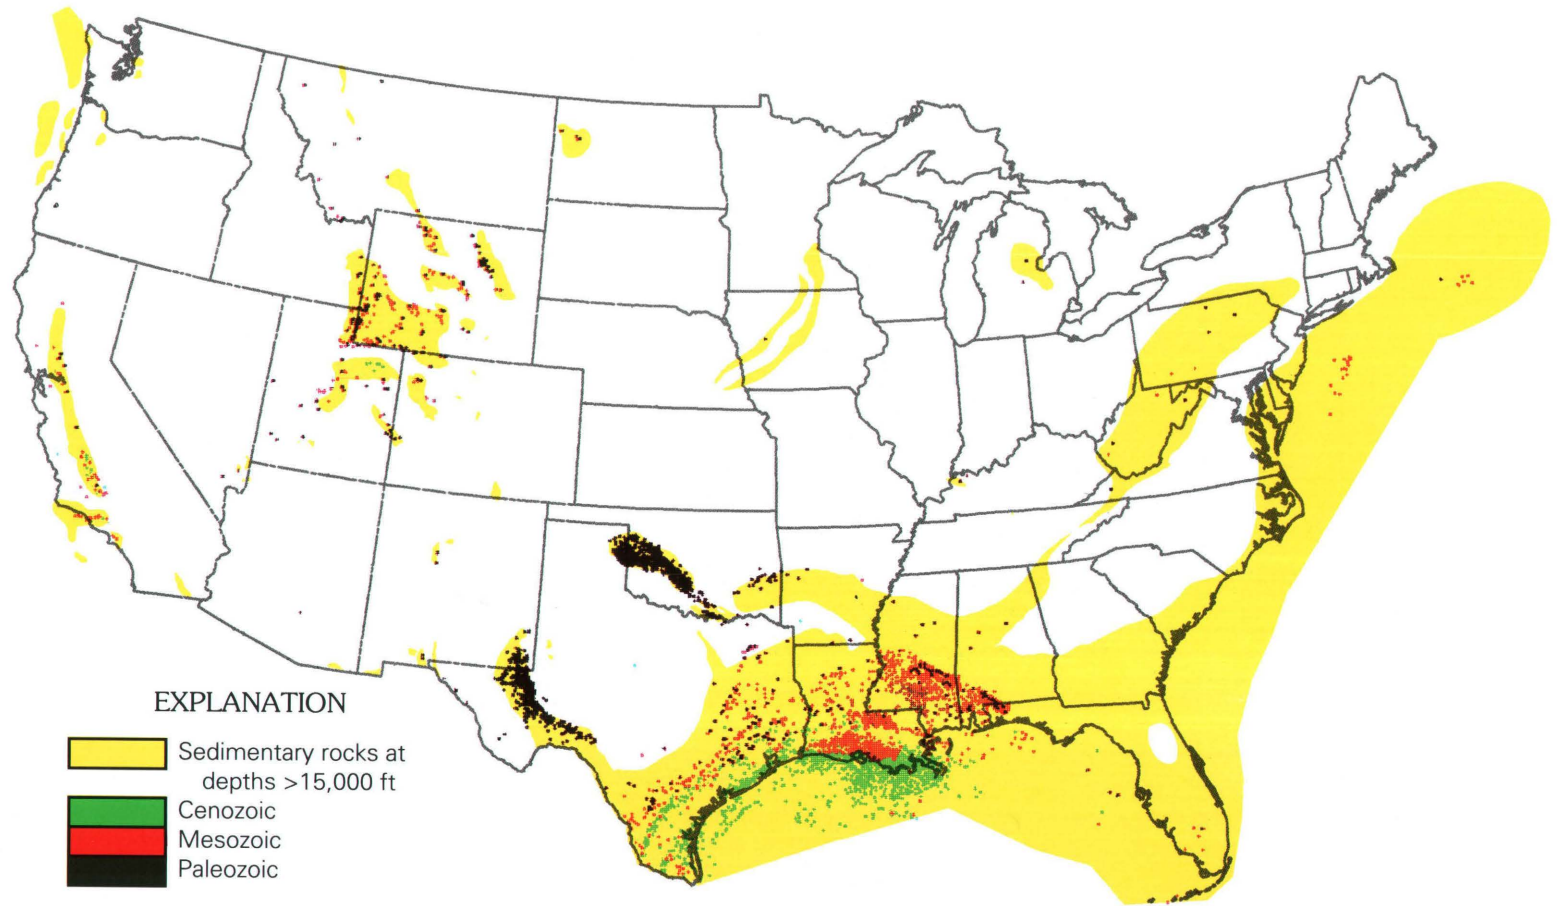 EXPLANATION
Sedimentary rocks at
depths >15,000 ft
Cenozoic
Mesozoic
Paleozoic